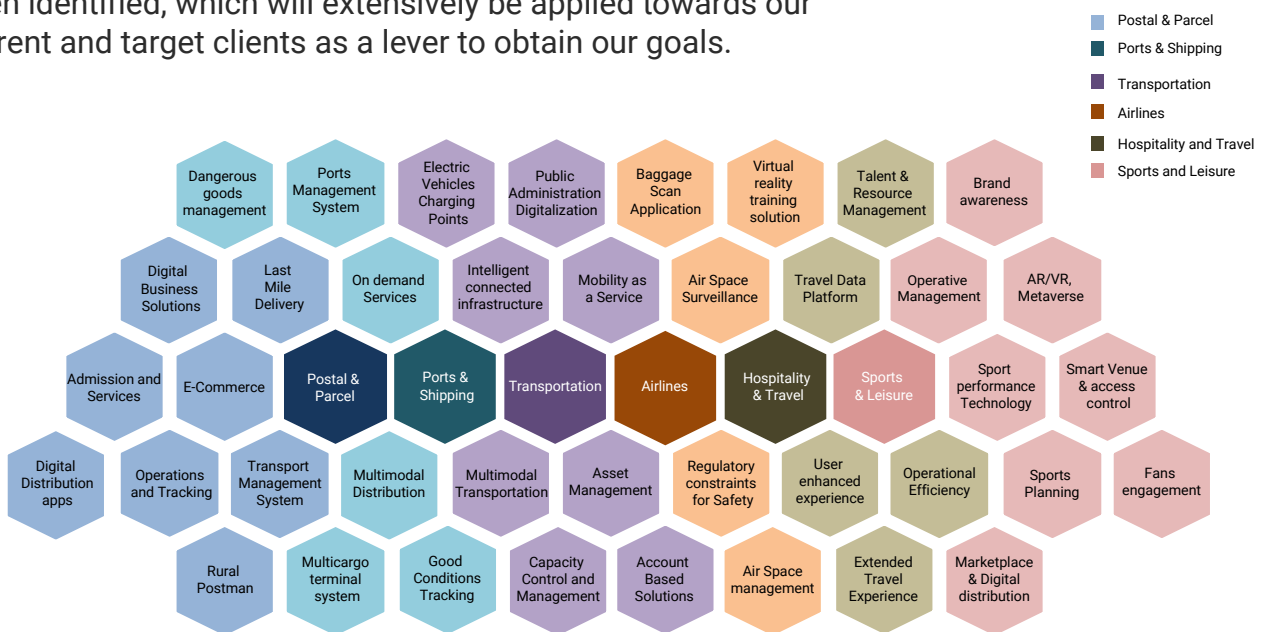 en identified, which will extensively be applied towards our
rent and target clients as a lever to obtain our goals.
Postal & Parcel
Ports & Shipping
Transportation
Airlines
Hospitality and Travel
Sports and Leisure
Dangerous
goods
management
Ports
Management
System
Electric
Vehicles
Charging
Points
Public
Administration
Digitalization
Baggage
Scan
Application
Virtual
reality
training
solution
Talent &
Resource
Management
Brand
awareness
Digital
Business
Solutions
Last
Mile
Delivery
On demand
Services
Intelligent
connected
infrastructure
Mobility as
a Service
Air Space
Surveillance
Travel Data
Platform
Operative
Management
AR/VR,
Metaverse
Admission and
Services
E-Commerce
Postal &
Parcel
Ports &
Shipping
Transportation
Airlines
Hospitality
& Travel
Sports
& Leisure
Sport
performance
Technology
Smart Venue
& access
control
Digital
Distribution
apps
Operations
and Tracking
Transport
Management
System
Multimodal
Distribution
Multimodal
Transportation
Asset
Management
Regulatory
constraints
for Safety
User
enhanced
experience
Operational
Efficiency
Sports
Planning
Fans
engagement
Rural
Postman
Multicargo
terminal
system
Good
Conditions
Tracking
Capacity
Control and
Management
Account
Based
Solutions
Air Space
management
Extended
Travel
Experience
Marketplace
& Digital
distribution